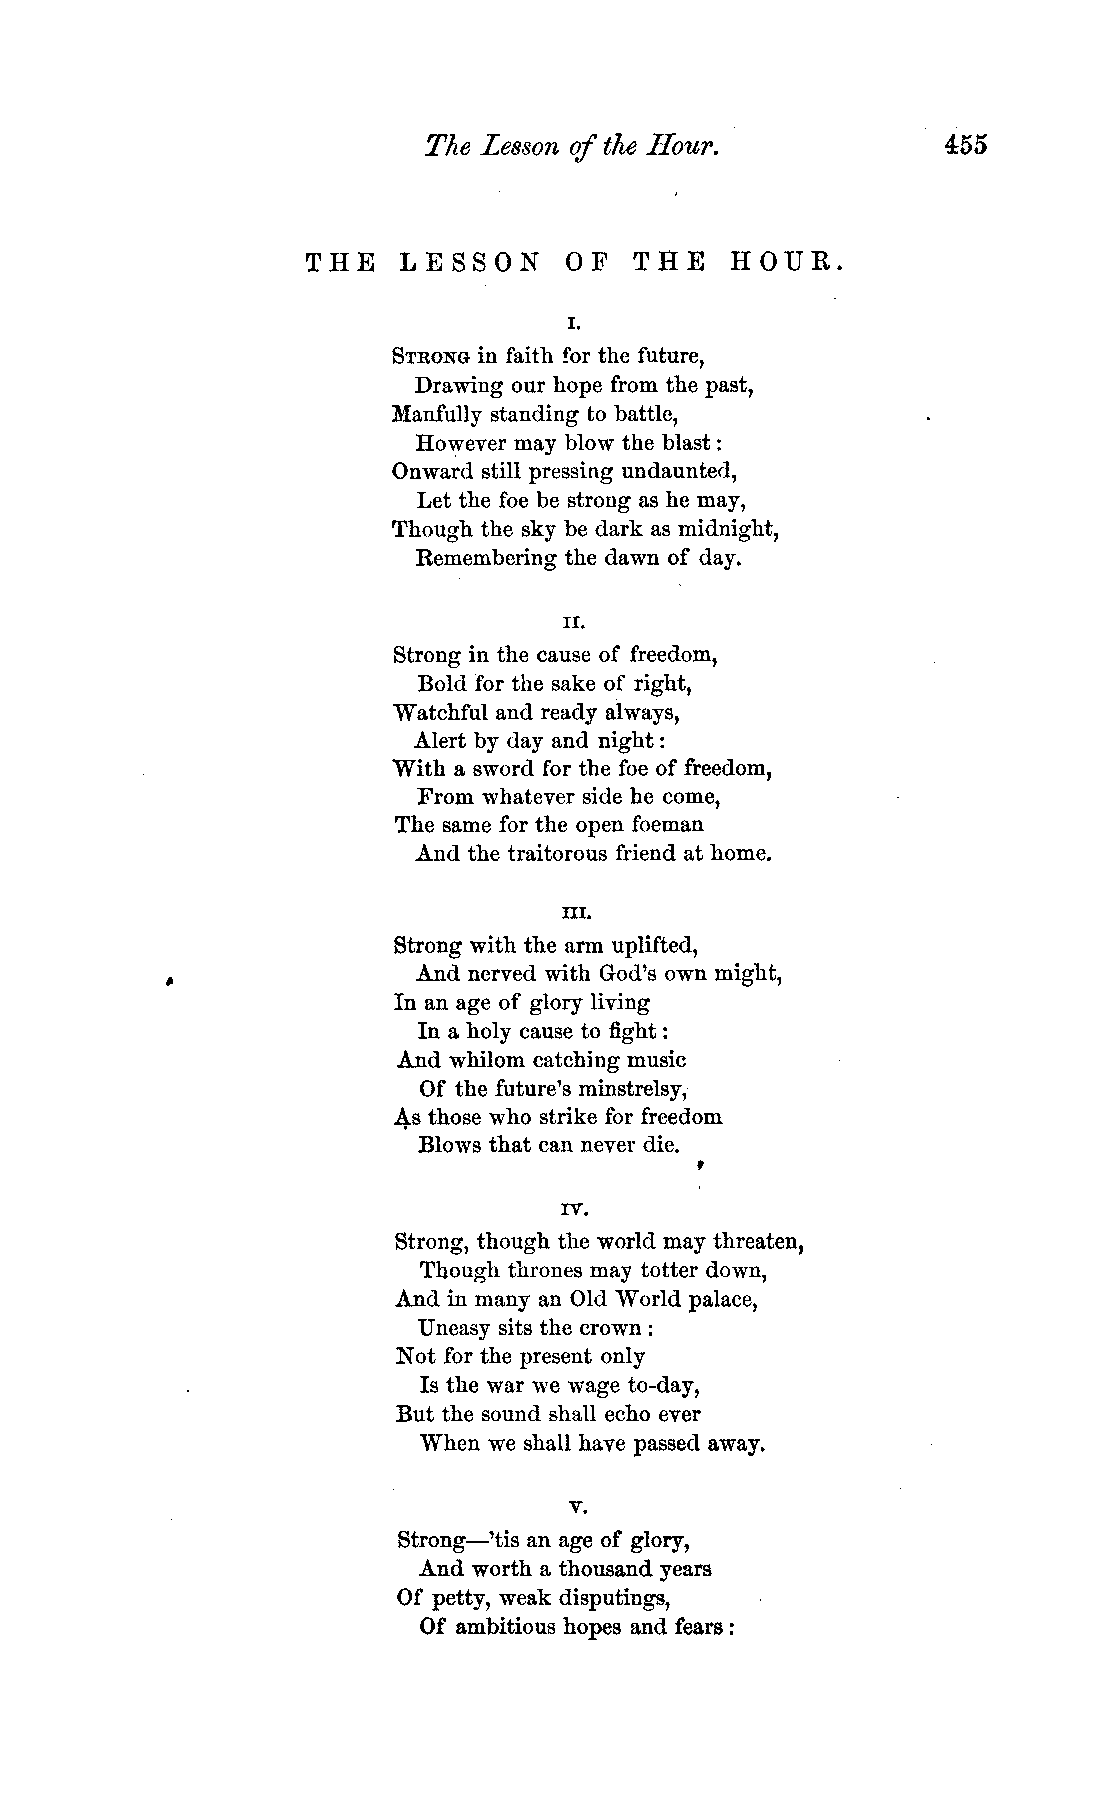 The Lesson of the Hour. 455
THE LESSON OF THE HOUR.
I.
STRONG in faith for the future,
Drawing our hope from the past,
Manfully standing to battle,
However may blow the blast :
Onward still pressing undaunted,
Let the foe be strong as he may,
Though the sky be dark as midnight,
Remembering the dawn of day.
II.
Strong in the cause of freedom,
Bold for the sake of right,
Watchful and ready always,
Alert by day and night :
With a sword for the foe of freedom,
From whatever side he come,
The same for the open foeman
And the traitorous friend at home.
III.
Strong with the arm uplifted,
And nerved with God's own might,
In an age of glory living
In a holy cause to fight :
And whilom catching music
Of the future's minstrelsy,
As those who strike for freedom
Blows that can never die.
IV.
Strong, though the world may threaten,
Though thrones may totter down,
And in many an Old World palace,
Uneasy sits the crown :
Not for the present only
Is the war we wage to-day,
But the sound shall echo ever
When we shall have passed away.
V.
Strong—'tis an age of glory,
And worth a thousand years
Of petty, weak disputings,
Of ambitious hopes and fears :